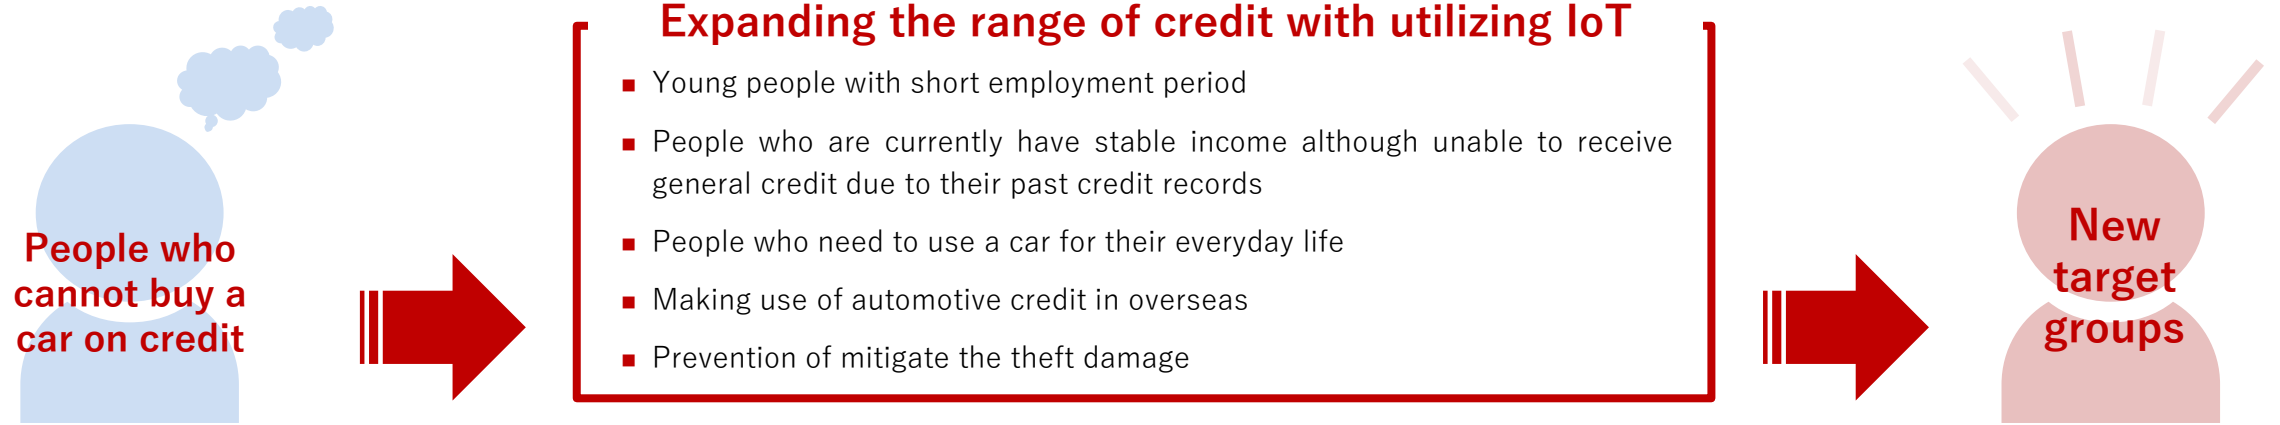 Expanding the range of credit with utilizing IoT
People who
cannot buy a
car on credit
■ Young people with short employment period
■ People who are currently have stable income although unable to receive
general credit due to their past credit records
■ People who need to use a car for their everyday life
■ Making use of automotive credit in overseas
■ Prevention of mitigate the theft damage
New
target
groups